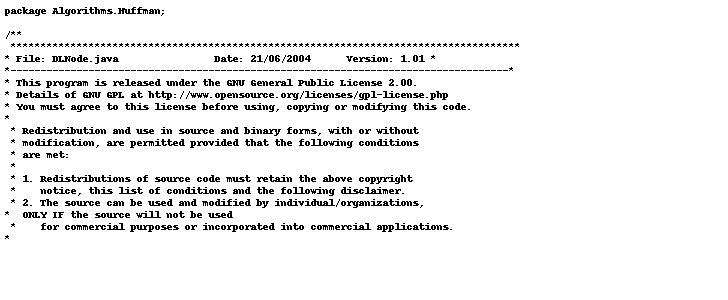 package Algorithms.Huffman;

/**
 *************************************************************************************
* File: DLNode.java                Date: 21/06/2004      Version: 1.01 *
*-----------------------------------------------------------------------------------*
* This program is released under the GNU General Public License 2.00.
* Details of GNU GPL at http://www.opensource.org/licenses/gpl-license.php
* You must agree to this license before using, copying or modifying this code.
*
 * Redistribution and use in source and binary forms, with or without
 * modification, are permitted provided that the following conditions
 * are met:
 *
 * 1. Redistributions of source code must retain the above copyright
 *    notice, this list of conditions and the following disclaimer.
 * 2. The source can be used and modified by individual/organizations,
*  ONLY IF the source will not be used
 *    for commercial purposes or incorporated into commercial applications.
*